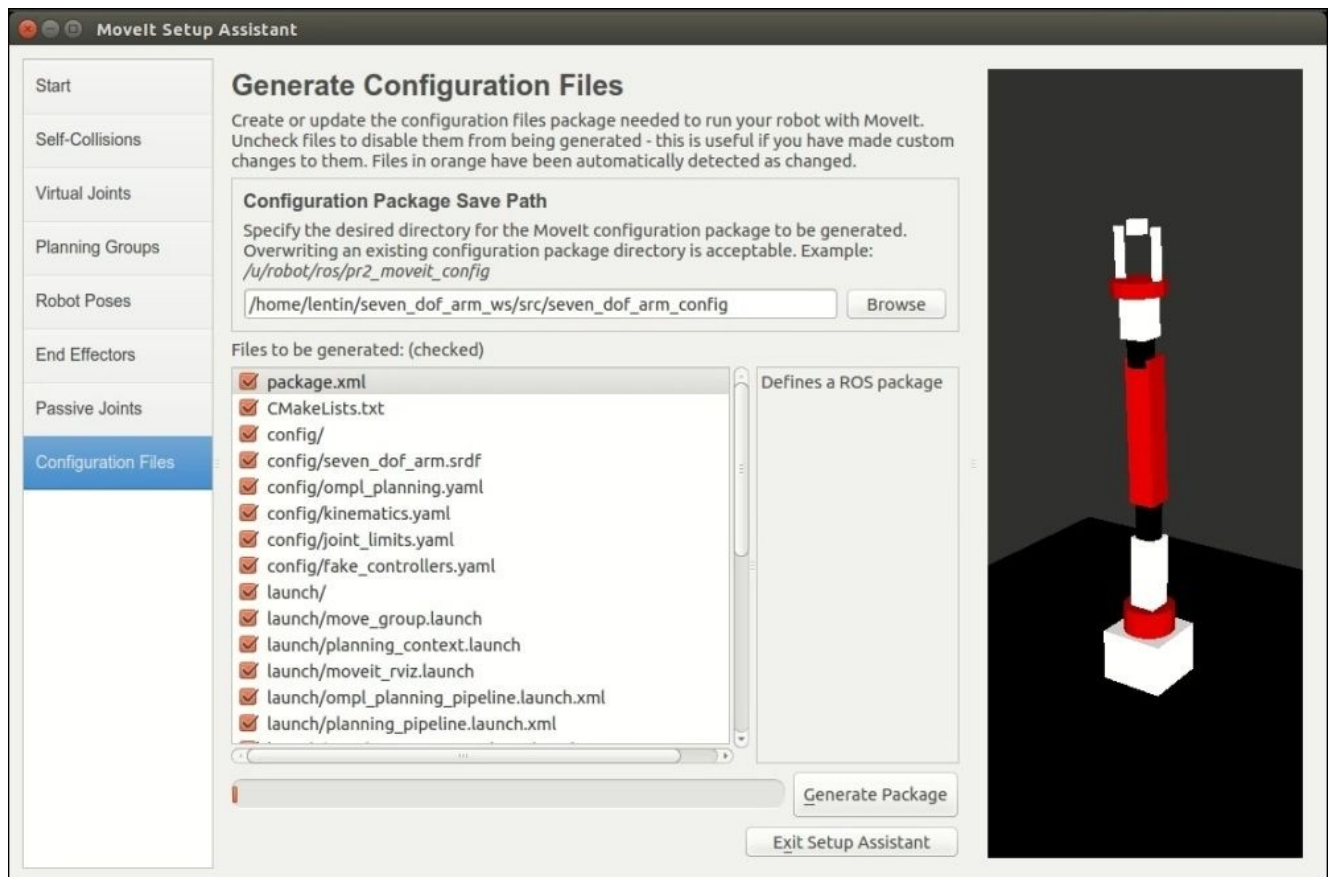 MoveIt Setup Assistant
Start
Self-Collisions
Virtual Joints
Planning Groups
Robot Poses
End Effectors
Passive Joints
Configuration Files
Generate Configuration Files
Create or update the configuration files package needed to run your robot with MoveIt.
Uncheck files to disable them from being generated - this is useful if you have made custom
changes to them. Files in orange have been automatically detected as changed.
Configuration Package Save Path
Specify the desired directory for the MoveIt configuration package to be generated.
Overwriting an existing configuration package directory is acceptable. Example:
/u/robot/ros/pr2_moveit_config
/home/lentin/seven_dof_arm_ws/src/seven_dof_arm_config
Browse
Files to be generated: (checked)
package.xml
CMakeLists.txt
config/
config/seven_dof_arm.srdf
config/ompl_planning.yaml
config/kinematics.yaml
config/joint_limits.yaml
config/fake_controllers.yaml
launch/
launch/move_group.launch
launch/planning_context.launch
launch/moveit_rviz.launch
launch/ompl_planning_pipeline.launch.xml
launch/planning_pipeline.launch.xml
Defines a ROS package
Generate Package
Exit Setup Assistant